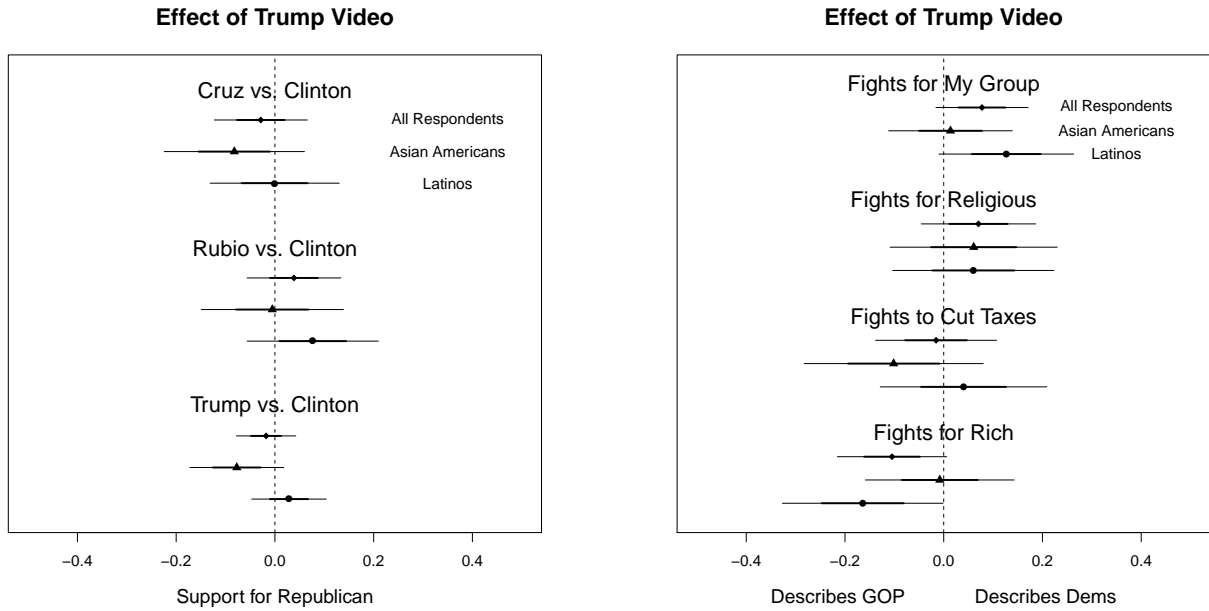 Effect of Trump Video
Cruz vs. Clinton
All Respondents
Asian Americans
Latinos
Rubio vs. Clinton
Trump vs. Clinton
−0.4 −0.2 0.0 0.2 0.4
Support for Republican
Effect of Trump Video
Fights for My Group
All Respondents
Asian Americans
Latinos
Fights for Religious
Fights to Cut Taxes
Fights for Rich
−0.4 −0.2 0.0 0.2 0.4
Describes GOP Describes Dems